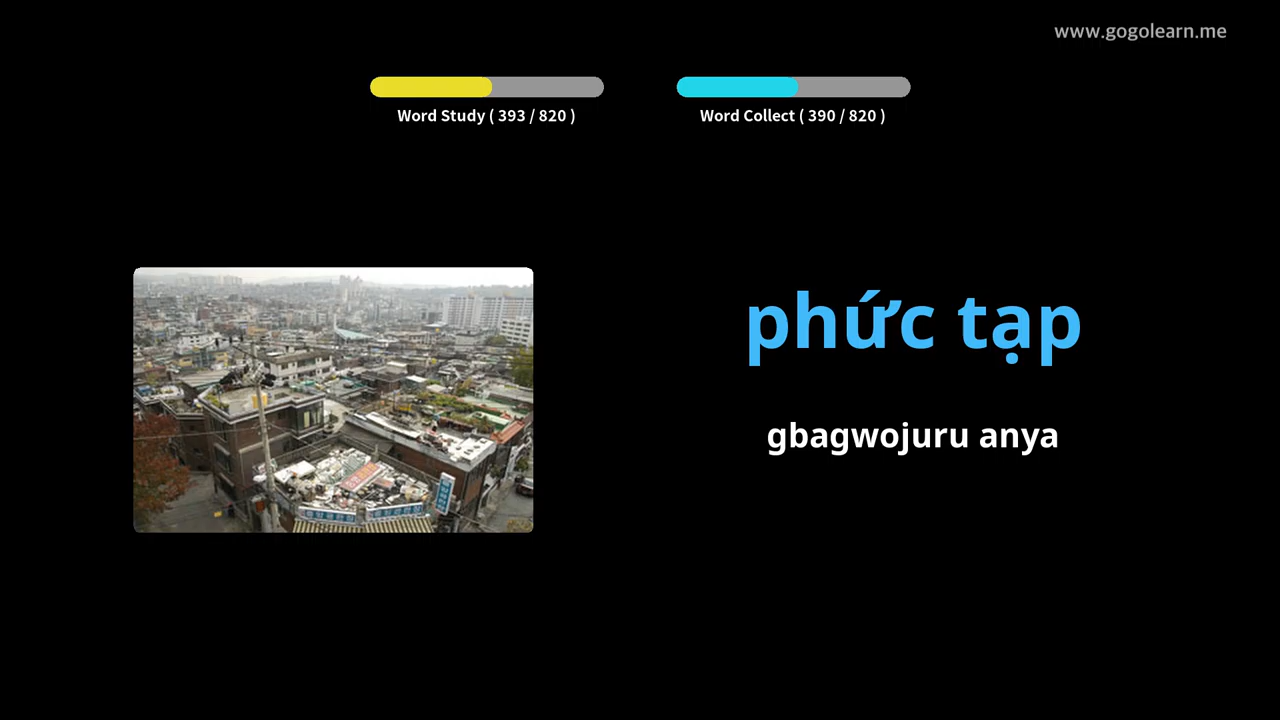 www.gogolearn.me
Word Study ( 393 / 820 )
Word Collect ( 390 / 820 )
phức tạp
gbagwojuru anya